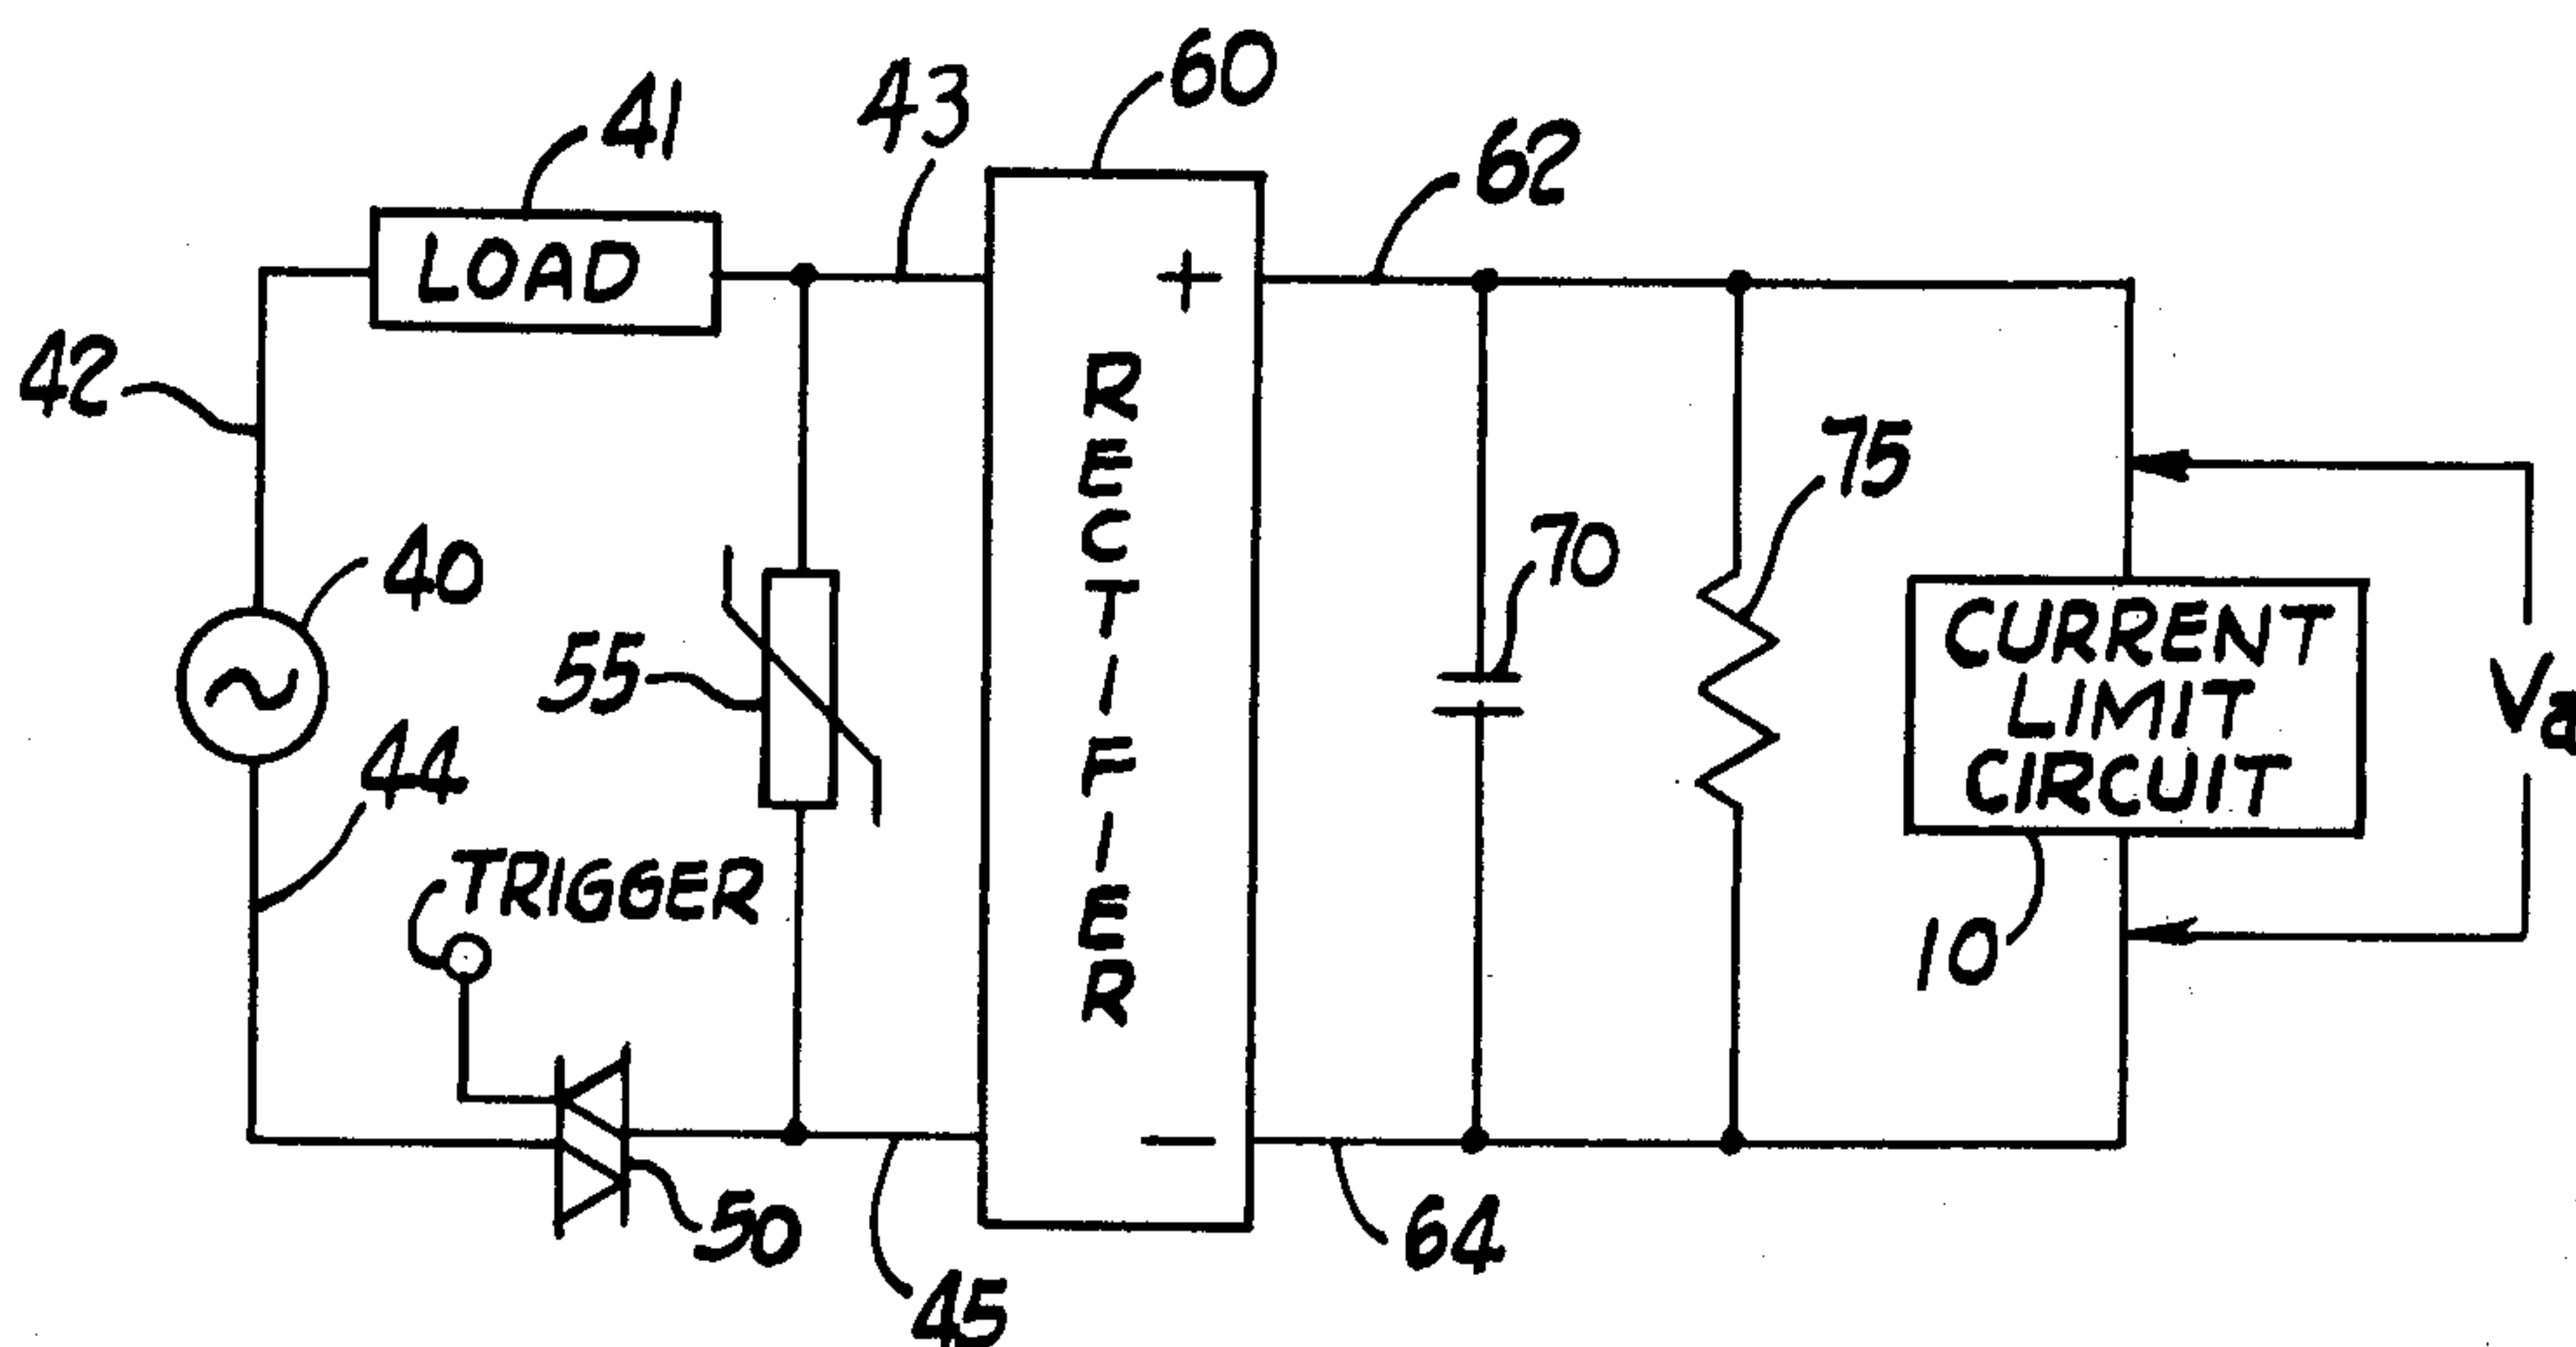 60
41
43
62
LOAD
+
42
RECTIFIER
75
40
70
55
CURRENT
LIMIT
CIRCUIT
Va
44
TRIGGER
10
50
−
64
45